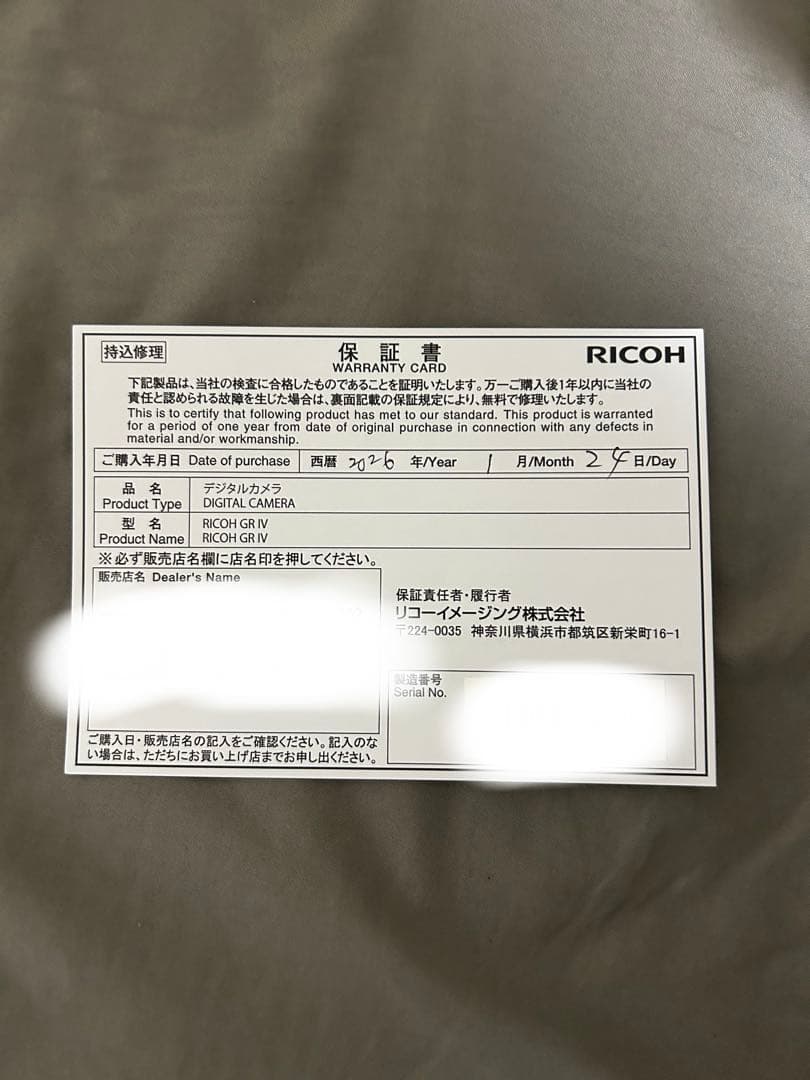 持込修理
保証書
WARRANTY CARD
RICOH
下記製品は、当社の検査に合格したものであることを証明いたします。万一ご購入後1年以内に当社の
責任と認められる故障を生じた場合は、裏面記載の保証規定により、無料で修理いたします。
This is to certify that following product has met to our standard. This product is warranted
for a period of one year from date of original purchase in connection with any defects in
material and/or workmanship.
ご購入年月日 Date of purchase 西暦 2026 年/Year 1 月/Month 24 日/Day
品 名 デジタルカメラ
Product Type DIGITAL CAMERA
型 名 RICOH GR IV
Product Name RICOH GR IV
※必ず販売店名欄に店名印を押してください。
販売店名 Dealer's Name
保証責任者・履行者
リコーイメージング株式会社
〒224-0035 神奈川県横浜市都筑区新栄町16-1
製造番号
Serial No.
ご購入日・販売店名の記入をご確認ください。記入のな
い場合は、ただちにお買い上げ店までお申し出ください。